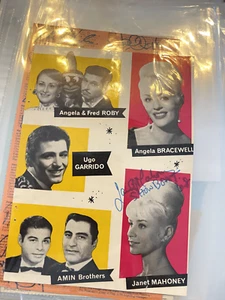 Angela & Fred ROBY
Angela BRACEWELL
Ugo
GARRIDO
AMIN Brothers
Janet MAHONEY